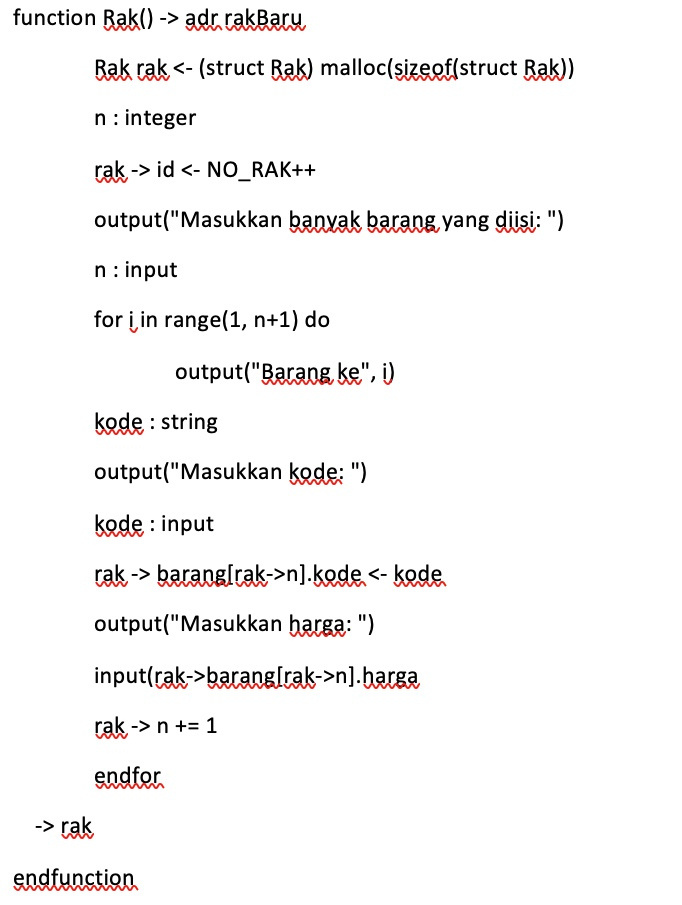 function Rak() -> adr rakBaru
Rak rak <- (struct Rak) malloc(sizeof(struct Rak))
n : integer
rak -> id <- NO_RAK++
output("Masukkan banyak barang yang diisi: ")
n : input
for i in range(1, n+1) do
output("Barang ke", i)
kode : string
output("Masukkan kode: ")
kode : input
rak -> barang[rak->n].kode <- kode
output("Masukkan harga: ")
input(rak->barang[rak->n].harga
rak -> n += 1
endfor
-> rak
endfunction